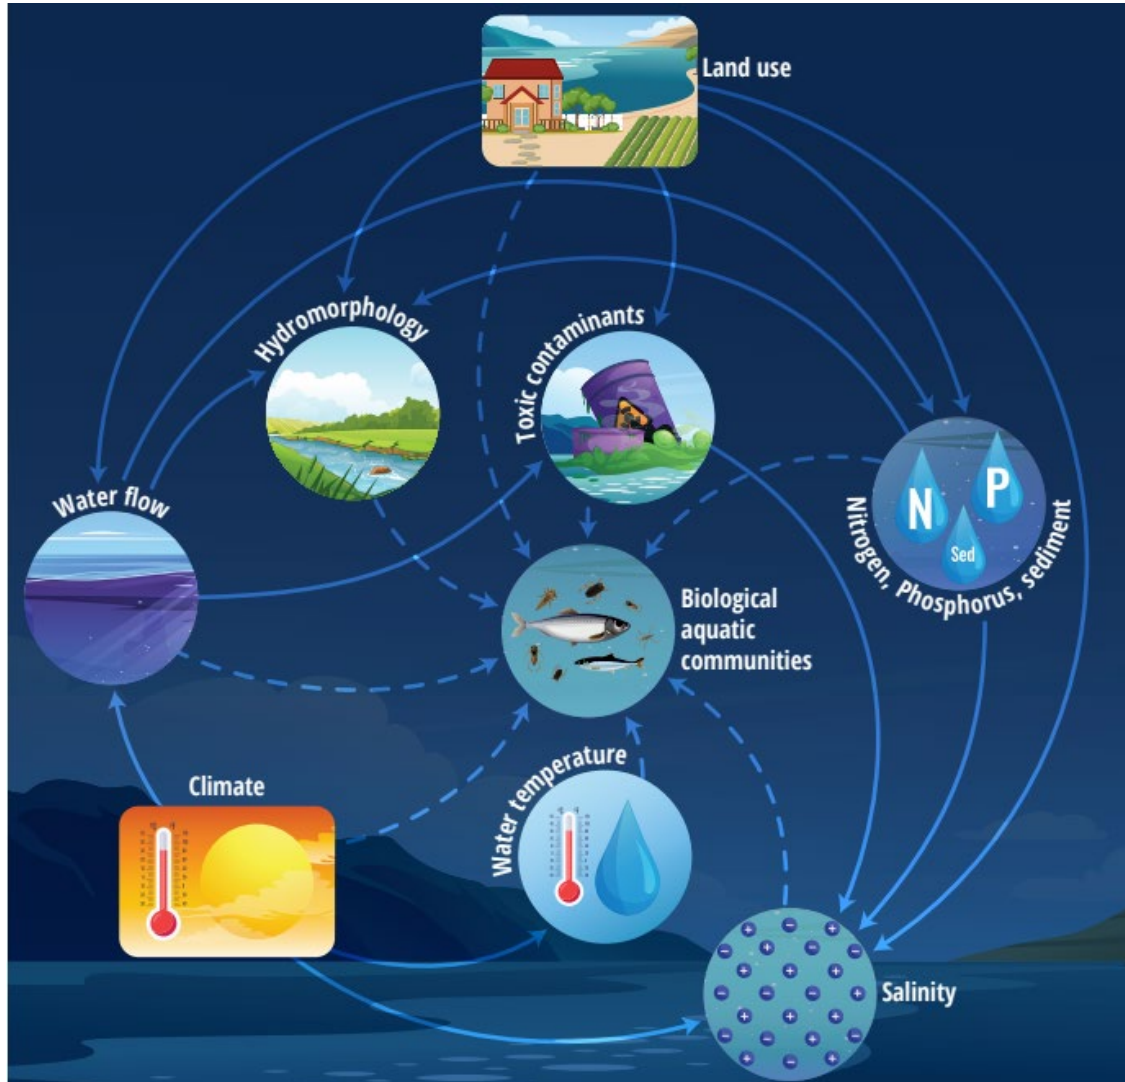 Land use
Hydromorphology
Toxic contaminants
Water flow
N
P
Sed
Nitrogen, Phosphorus, sediment
Biological
aquatic
communities
Climate
Water temperature
Salinity